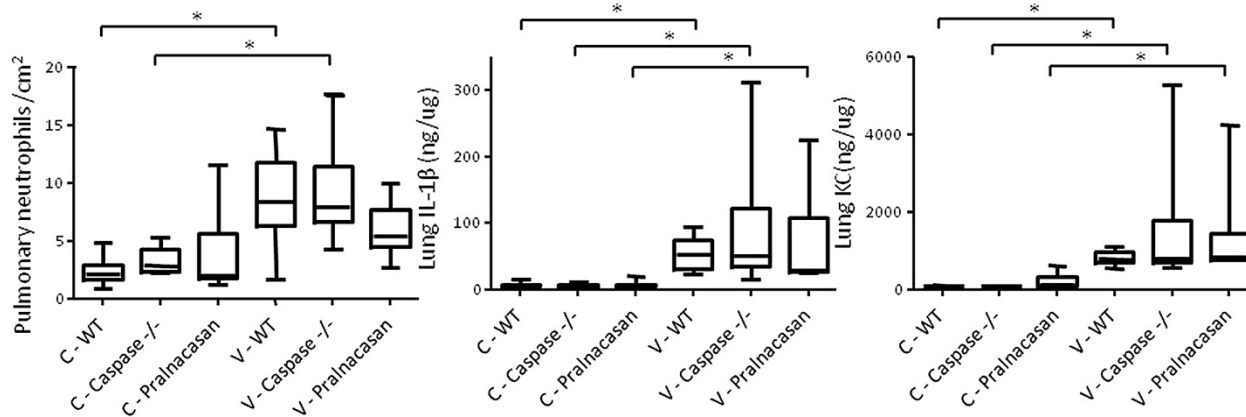 *
*
Pulmonary neutrophils/cm²
20
15
10
5
0
C - WT
C - Caspase -/-
C - Pralnacasan
V - WT
V - Caspase -/-
V - Pralnacasan
*
*
*
Lung IL-1β (ng/ug)
300
200
100
0
C - WT
C - Caspase -/-
C - Pralnacasan
V - WT
V - Caspase -/-
V - Pralnacasan
*
*
*
Lung KC(ng/ug)
6000
4000
2000
0
C - WT
C - Caspase -/-
C - Pralnacasan
V - WT
V - Caspase -/-
V - Pralnacasan